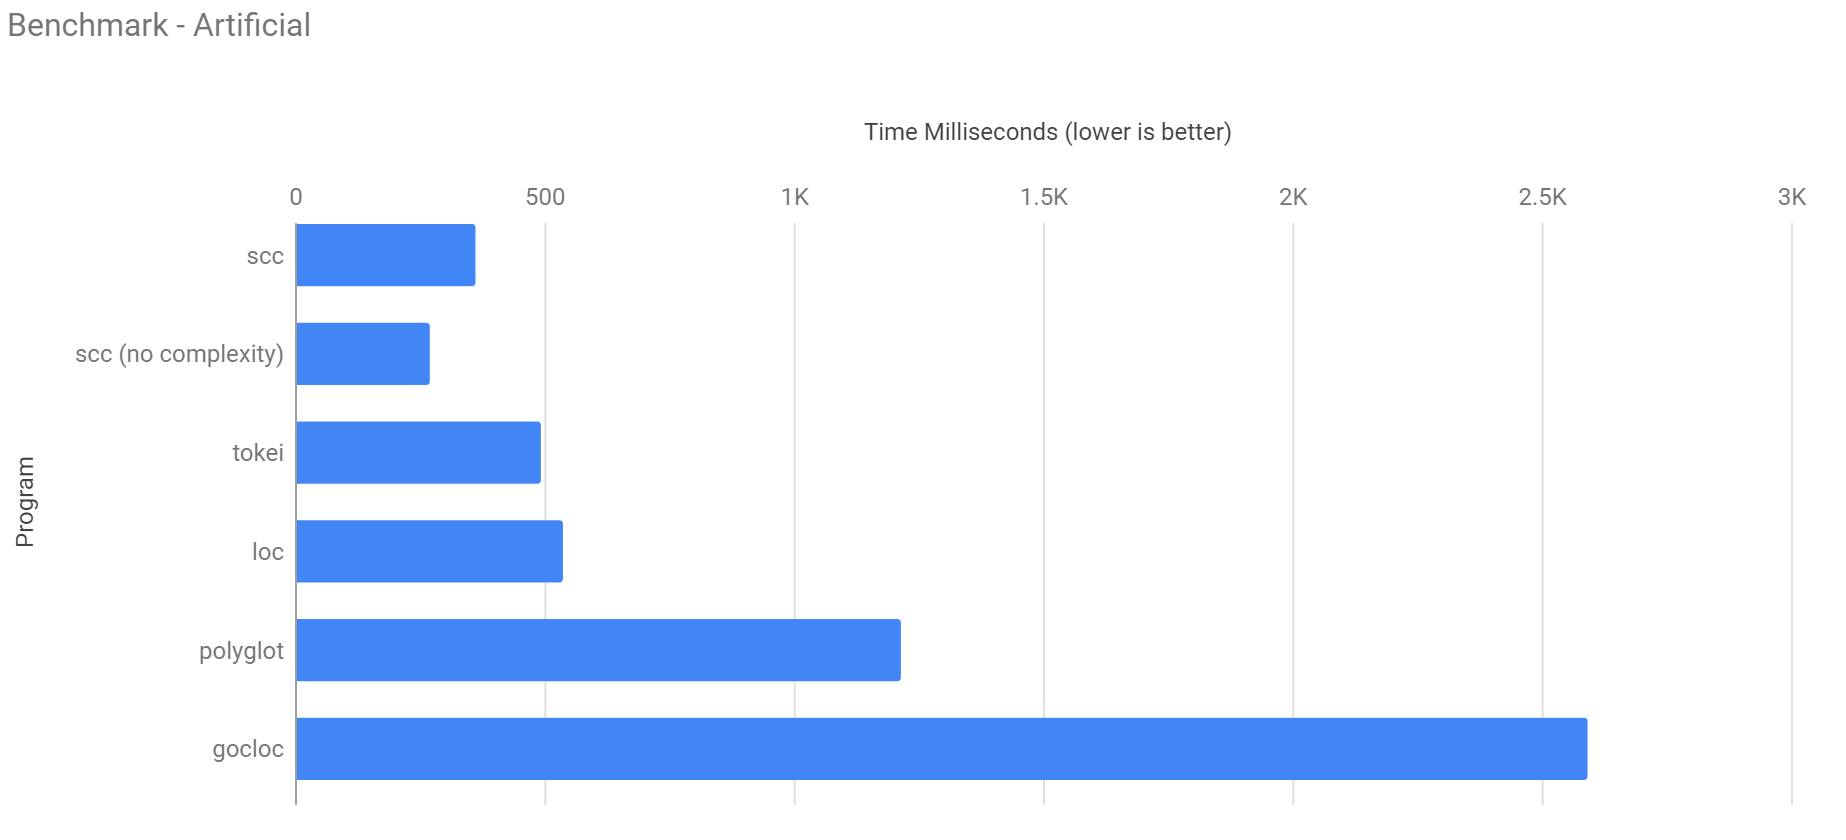 Benchmark - Artificial
Time Milliseconds (lower is better)
0 500 1K 1.5K 2K 2.5K 3K
scc
scc (no complexity)
tokei
loc
polyglot
gocloc
Program